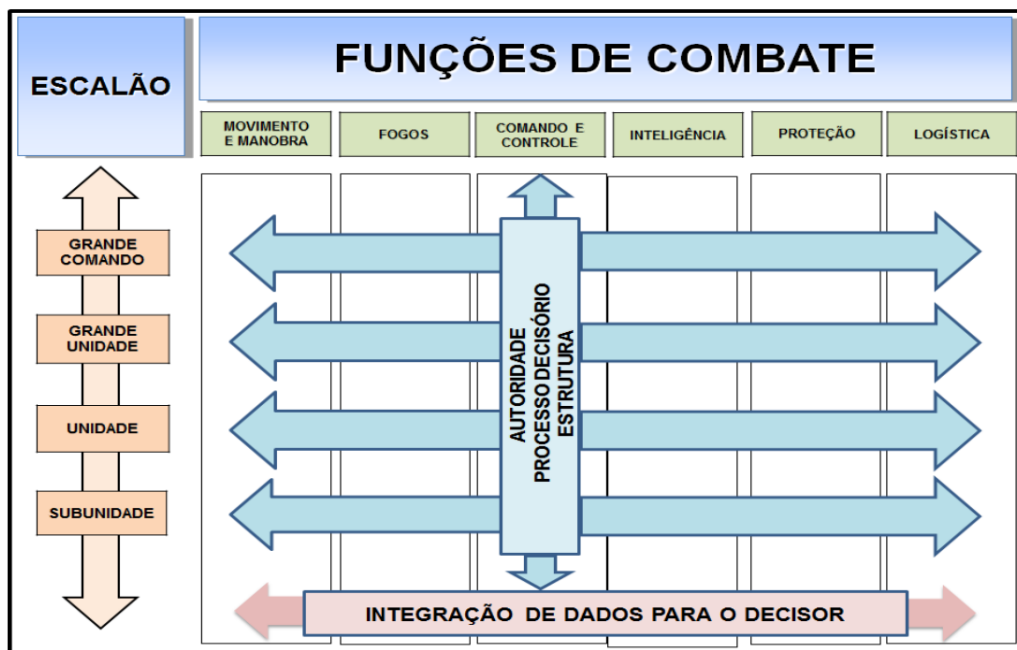 ESCALÃO
FUNÇÕES DE COMBATE
MOVIMENTO
E MANOBRA
FOGOS
COMANDO E
CONTROLE
INTELIGÊNCIA
PROTEÇÃO
LOGÍSTICA
GRANDE
COMANDO
GRANDE
UNIDADE
UNIDADE
SUBUNIDADE
AUTORIDADE
PROCESSO DECISÓRIO
ESTRUTURA
INTEGRAÇÃO DE DADOS PARA O DECISOR